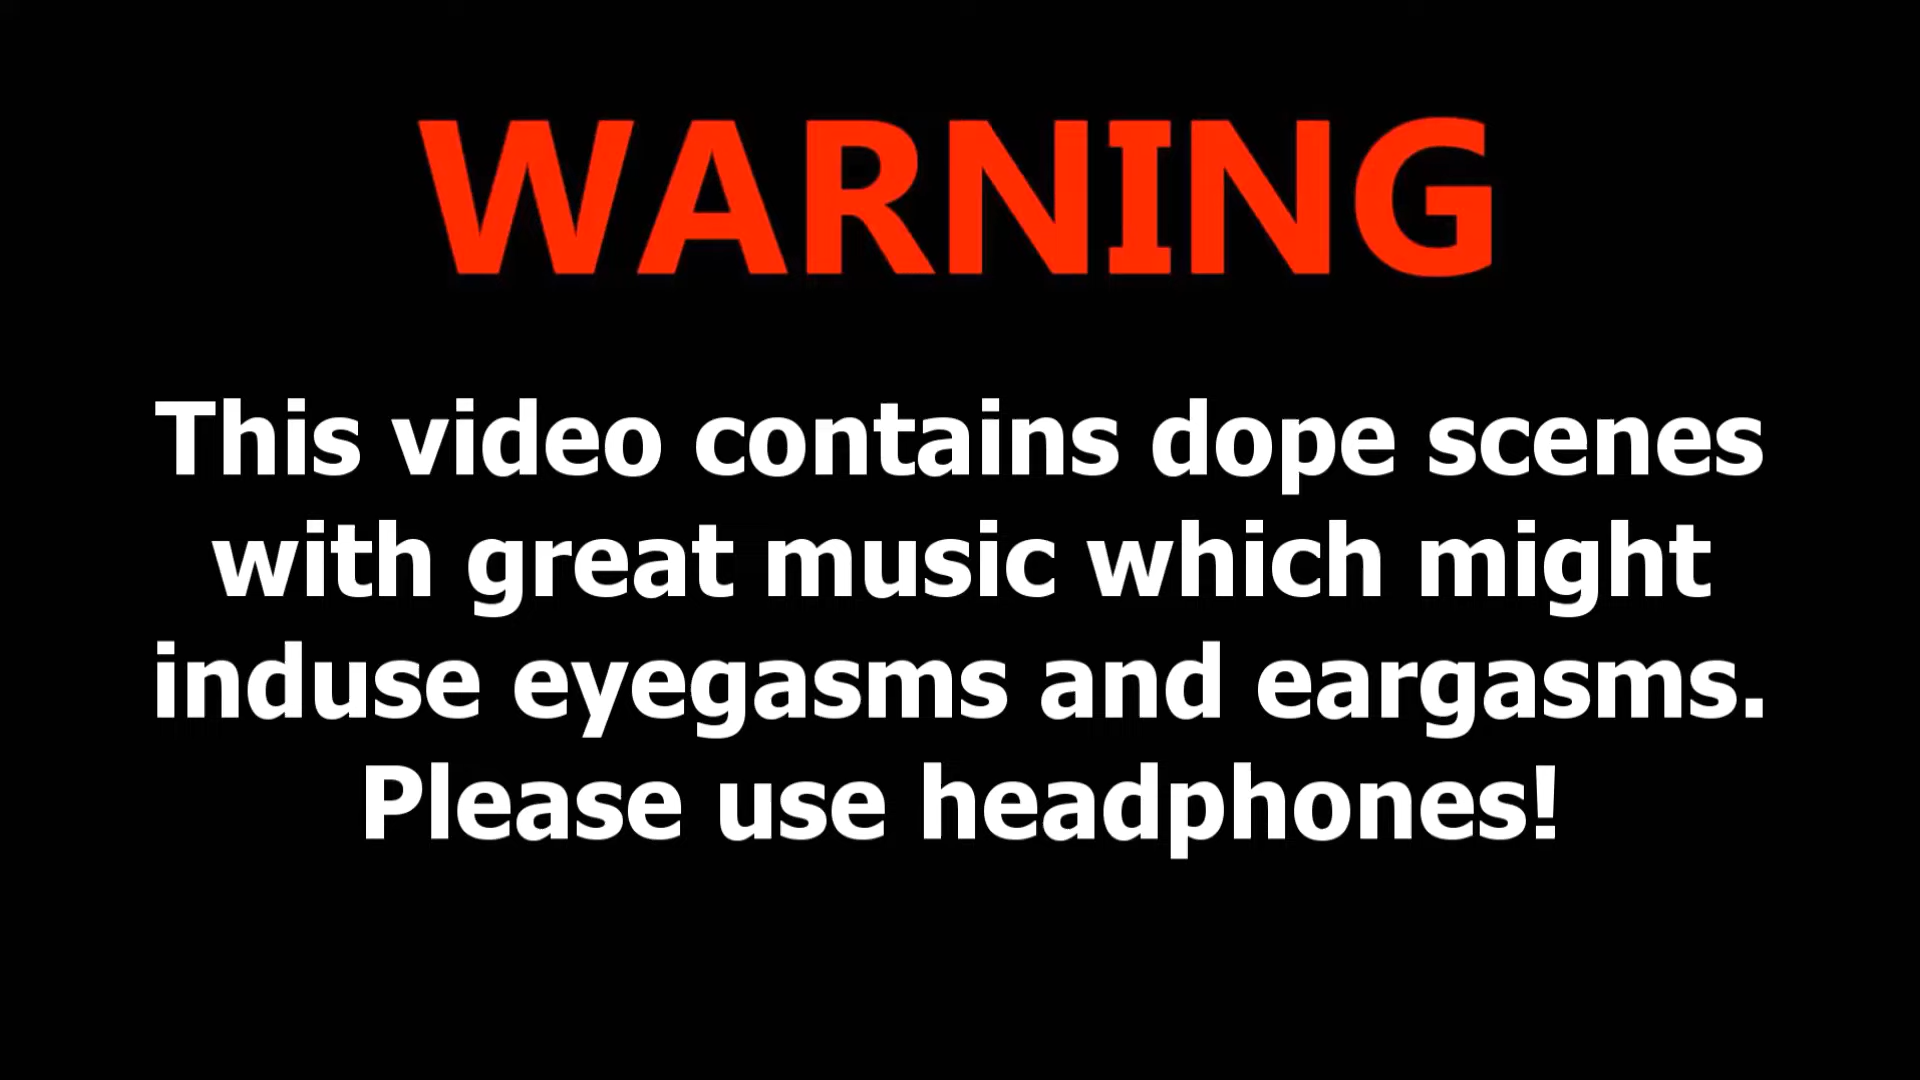 WARNING
This video contains dope scenes
with great music which might
induse eyegasms and eargasms.
Please use headphones!